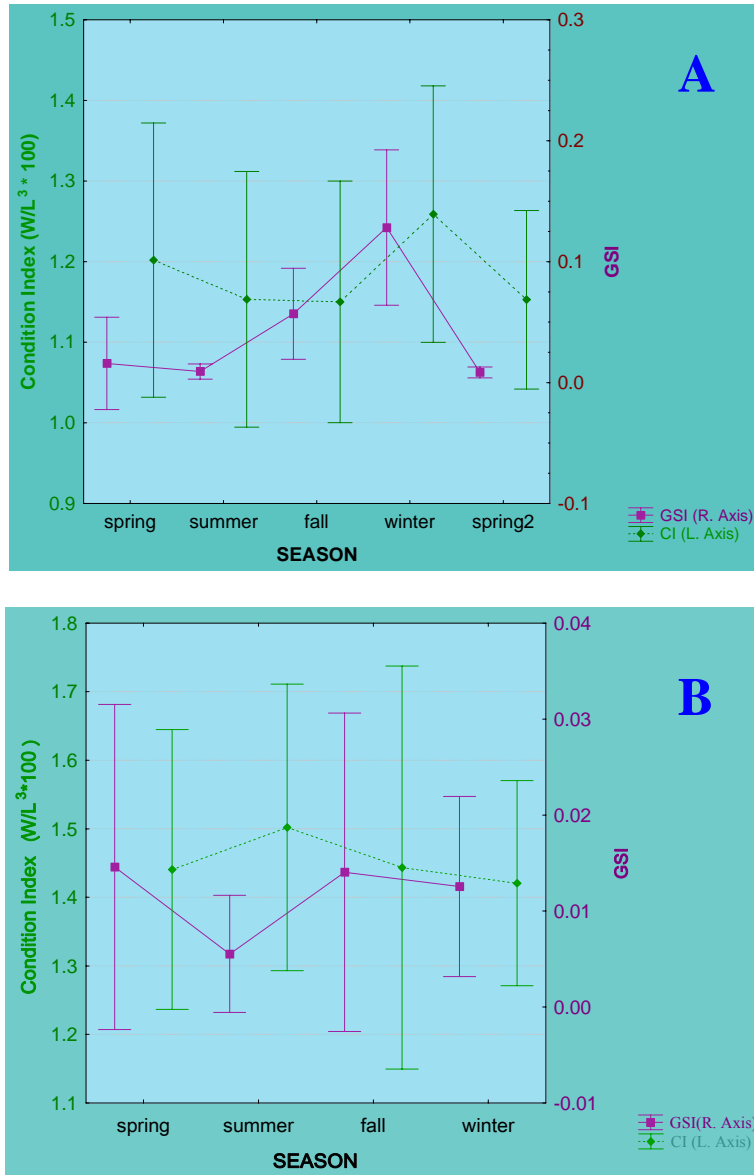 A
1.5
1.4
1.3
1.2
1.1
1.0
0.9
Condition Index (W/L 3 * 100)
0.3
0.2
0.1
0.0
-0.1
GSI
spring summer fall winter spring2
SEASON
GSI (R. Axis)
CI (L. Axis)
B
1.8
1.7
1.6
1.5
1.4
1.3
1.2
1.1
Condition Index (W/L 3*100 )
0.04
0.03
0.02
0.01
0.00
-0.01
GSI
spring summer fall winter
SEASON
GSI(R. Axis)
CI (L. Axis)